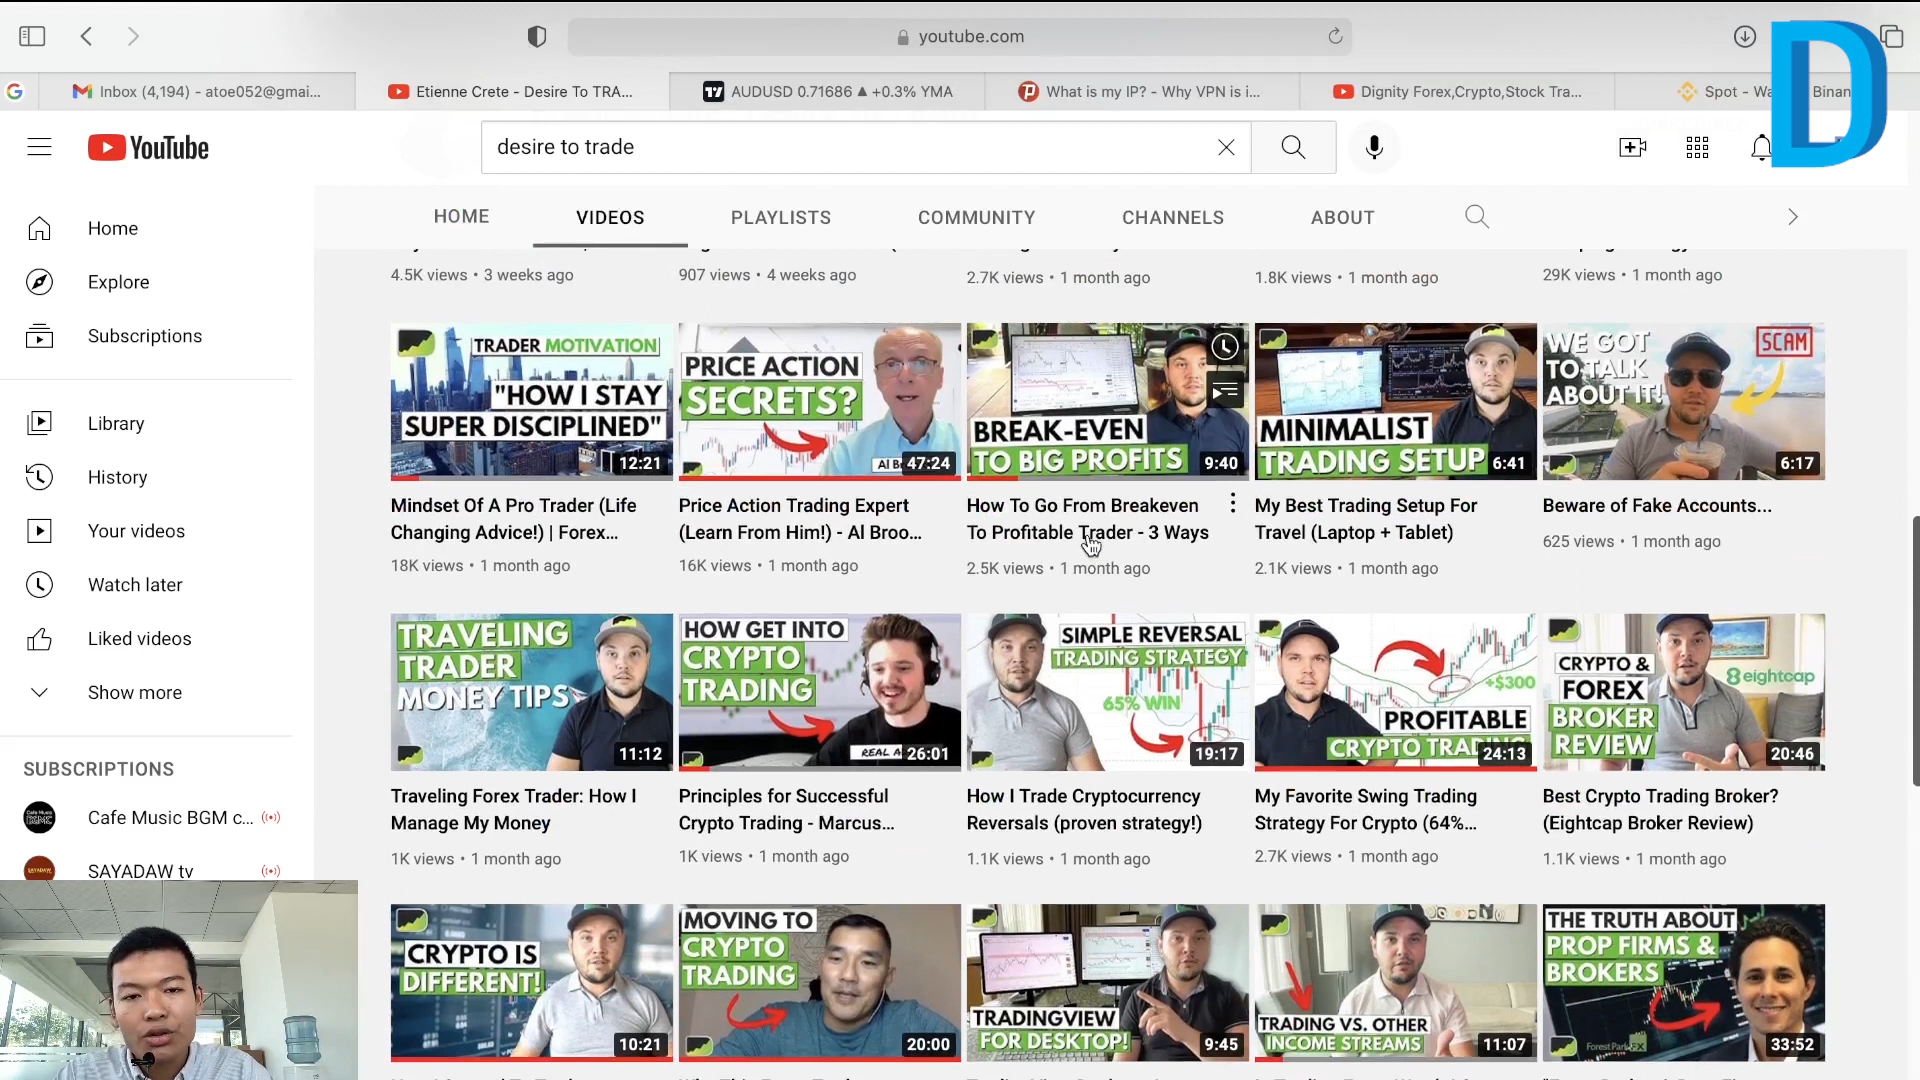 youtube.com
Inbox (4,194) - atoe052@gmai...
Etienne Crete - Desire To TRA...
AUDUSD 0.71686 ▲ +0.3% YMA
What is my IP? - Why VPN is i...
Dignity Forex,Crypto,Stock Tra...
Spot - Wa
Binan
D
YouTube
desire to trade
HOME
VIDEOS
PLAYLISTS
COMMUNITY
CHANNELS
ABOUT
Home
Explore
Subscriptions
Library
History
Your videos
Watch later
Liked videos
Show more
SUBSCRIPTIONS
Cafe Music BGM c...
SAYADAW tv
4.5K views • 3 weeks ago
907 views • 4 weeks ago
2.7K views • 1 month ago
1.8K views • 1 month ago
29K views • 1 month ago
TRADER MOTIVATION
"HOW I STAY
SUPER DISCIPLINED"
12:21
PRICE ACTION
SECRETS?
47:24
BREAK-EVEN
TO BIG PROFITS
9:40
MINIMALIST
TRADING SETUP
6:41
WE GOT
TO TALK
ABOUT IT!
SCAM
6:17
Mindset Of A Pro Trader (Life
Changing Advice!) | Forex...
18K views • 1 month ago
Price Action Trading Expert
(Learn From Him!) - Al Broo...
16K views • 1 month ago
How To Go From Breakeven
To Profitable Trader - 3 Ways
2.5K views • 1 month ago
My Best Trading Setup For
Travel (Laptop + Tablet)
2.1K views • 1 month ago
Beware of Fake Accounts...
625 views • 1 month ago
TRAVELING
TRADER
MONEY TIPS
11:12
HOW GET INTO
CRYPTO
TRADING
REAL
26:01
SIMPLE REVERSAL
TRADING STRATEGY
65% WIN
19:17
+$300
PROFITABLE
CRYPTO TRADING
24:13
CRYPTO &
FOREX
BROKER
REVIEW
eightcap
20:46
Traveling Forex Trader: How I
Manage My Money
1K views • 1 month ago
Principles for Successful
Crypto Trading - Marcus...
1K views • 1 month ago
How I Trade Cryptocurrency
Reversals (proven strategy!)
1.1K views • 1 month ago
My Favorite Swing Trading
Strategy For Crypto (64%...
2.7K views • 1 month ago
Best Crypto Trading Broker?
(Eightcap Broker Review)
1.1K views • 1 month ago
CRYPTO IS
DIFFERENT!
10:21
MOVING TO
CRYPTO
TRADING
20:00
TRADINGVIEW
FOR DESKTOP!
9:45
TRADING VS. OTHER
INCOME STREAMS
11:07
THE TRUTH ABOUT
PROP FIRMS &
BROKERS
33:52